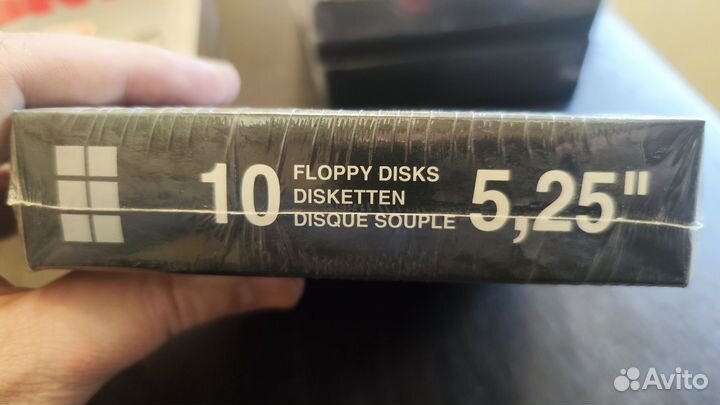 10
FLOPPY DISKS
DISKETTEN
DISQUE SOUPLE
5,25"
Avito